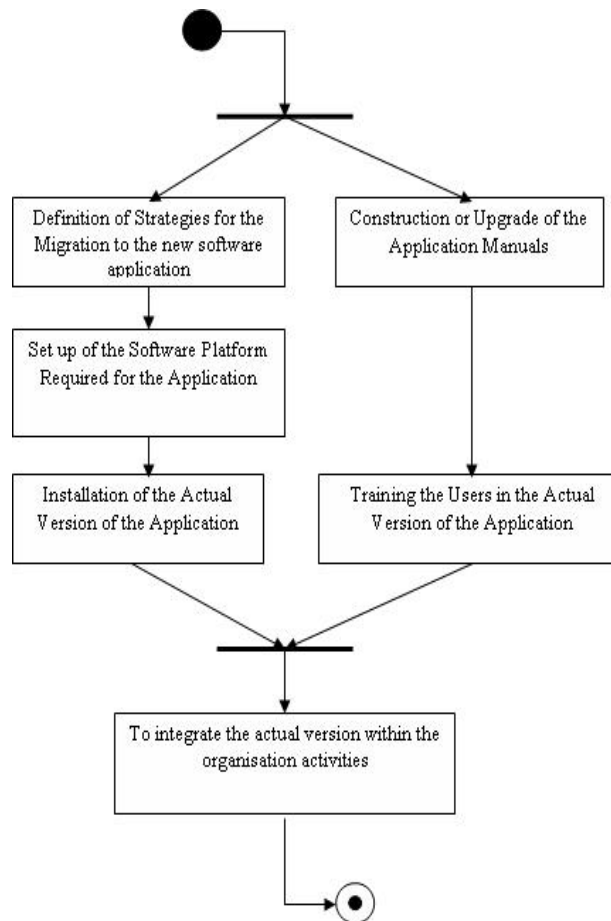 Definition of Strategies for the
Migration to the new software
application
Construction or Upgrade of the
Application Manuals
Set up of the Software Platform
Required for the Application
Installation of the Actual
Version of the Application
Training the Users in the Actual
Version of the Application
To integrate the actual version within the
organisation activities